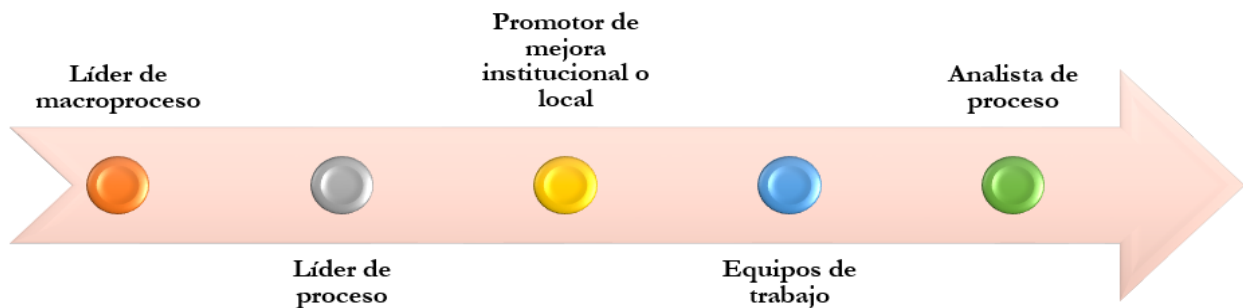 Líder de
macroproceso
Líder de
proceso
Promotor de
mejora
institucional o
local
Equipos de
trabajo
Analista de
proceso